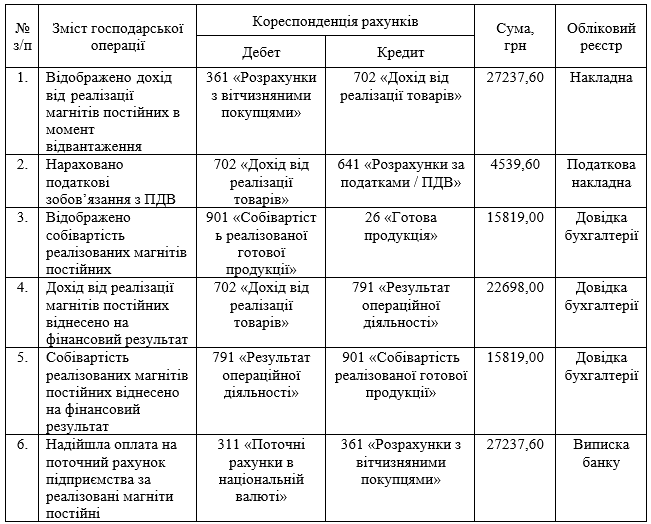 № з/п
Зміст господарської операції
Кореспонденція рахунків
Дебет
Кредит
Сума, грн
Обліковий реєстр
1.
Відображено дохід
від реалізації
магнітів постійних в
момент
відвантаження
361 «Розрахунки
з вітчизняними
покупцями»
702 «Дохід від
реалізації товарів»
27237,60
Накладна
2.
Нараховано
податкові
зобов’язання з ПДВ
702 «Дохід від
реалізації
товарів»
641 «Розрахунки за
податками / ПДВ»
4539,60
Податкова
накладна
3.
Відображено
собівартість
реалізованих магнітів
постійних
901 «Собівартіст
ь реалізованої
готової
продукції»
26 «Готова
продукція»
15819,00
Довідка
бухгалтерії
4.
Дохід від реалізації
магнітів постійних
віднесено на
фінансовий результат
702 «Дохід від
реалізації
товарів»
791 «Результат
операційної
діяльності»
22698,00
Довідка
бухгалтерії
5.
Собівартість
реалізованих магнітів
постійних віднесено
на фінансовий
результат
791 «Результат
операційної
діяльності»
901 «Собівартість
реалізованої готової
продукції»
15819,00
Довідка
бухгалтерії
6.
Надійшла оплата на
поточний рахунок
підприємства за
реалізовані магніти
постійні
311 «Поточні
рахунки в
національній
валюті»
361 «Розрахунки з
вітчизняними
покупцями»
27237,60
Виписка
банку